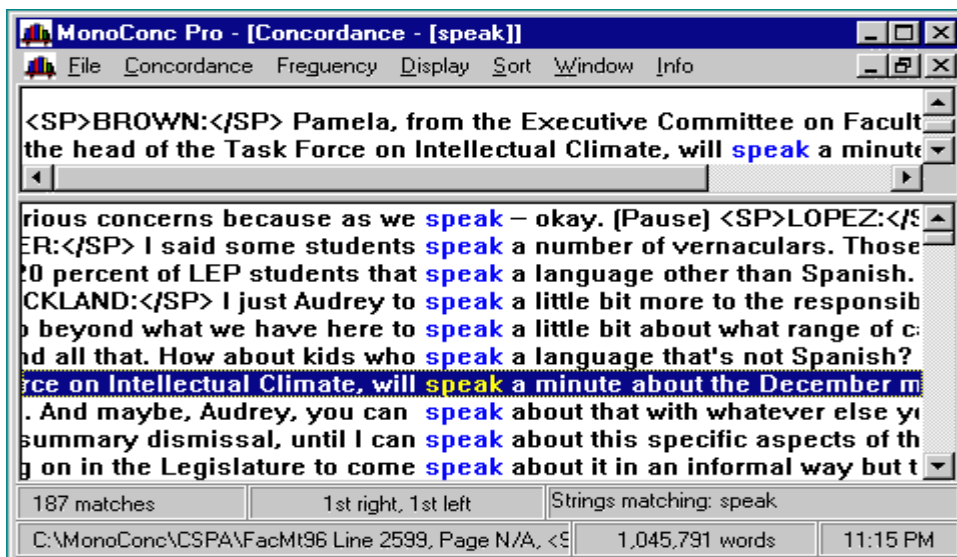 MonoConc Pro - [Concordance - [speak]]
File Concordance Freguency Display Sort Window Info
<SP>BROWN:</SP> Pamela, from the Executive Committee on Facult
the head of the Task Force on Intellectual Climate, will speak a minute
rious concerns because as we speak – okay. (Pause) <SP>LOPEZ:</S
ER:</SP> I said some students speak a number of vernaculars. Those
20 percent of LEP students that speak a language other than Spanish.
CKLAND:</SP> I just Audrey to speak a little bit more to the responsib
o beyond what we have here to speak a little bit about what range of c
nd all that. How about kids who speak a language that's not Spanish?
rce on Intellectual Climate, will speak a minute about the December m
. And maybe, Audrey, you can speak about that with whatever else yo
summary dismissal, until I can speak about this specific aspects of th
g on in the Legislature to come speak about it in an informal way but t
187 matches 1st right, 1st left Strings matching: speak
C:\MonoConc\CSPA\FacMt96 Line 2599, Page N/A, <S 1,045,791 words 11:15 PM